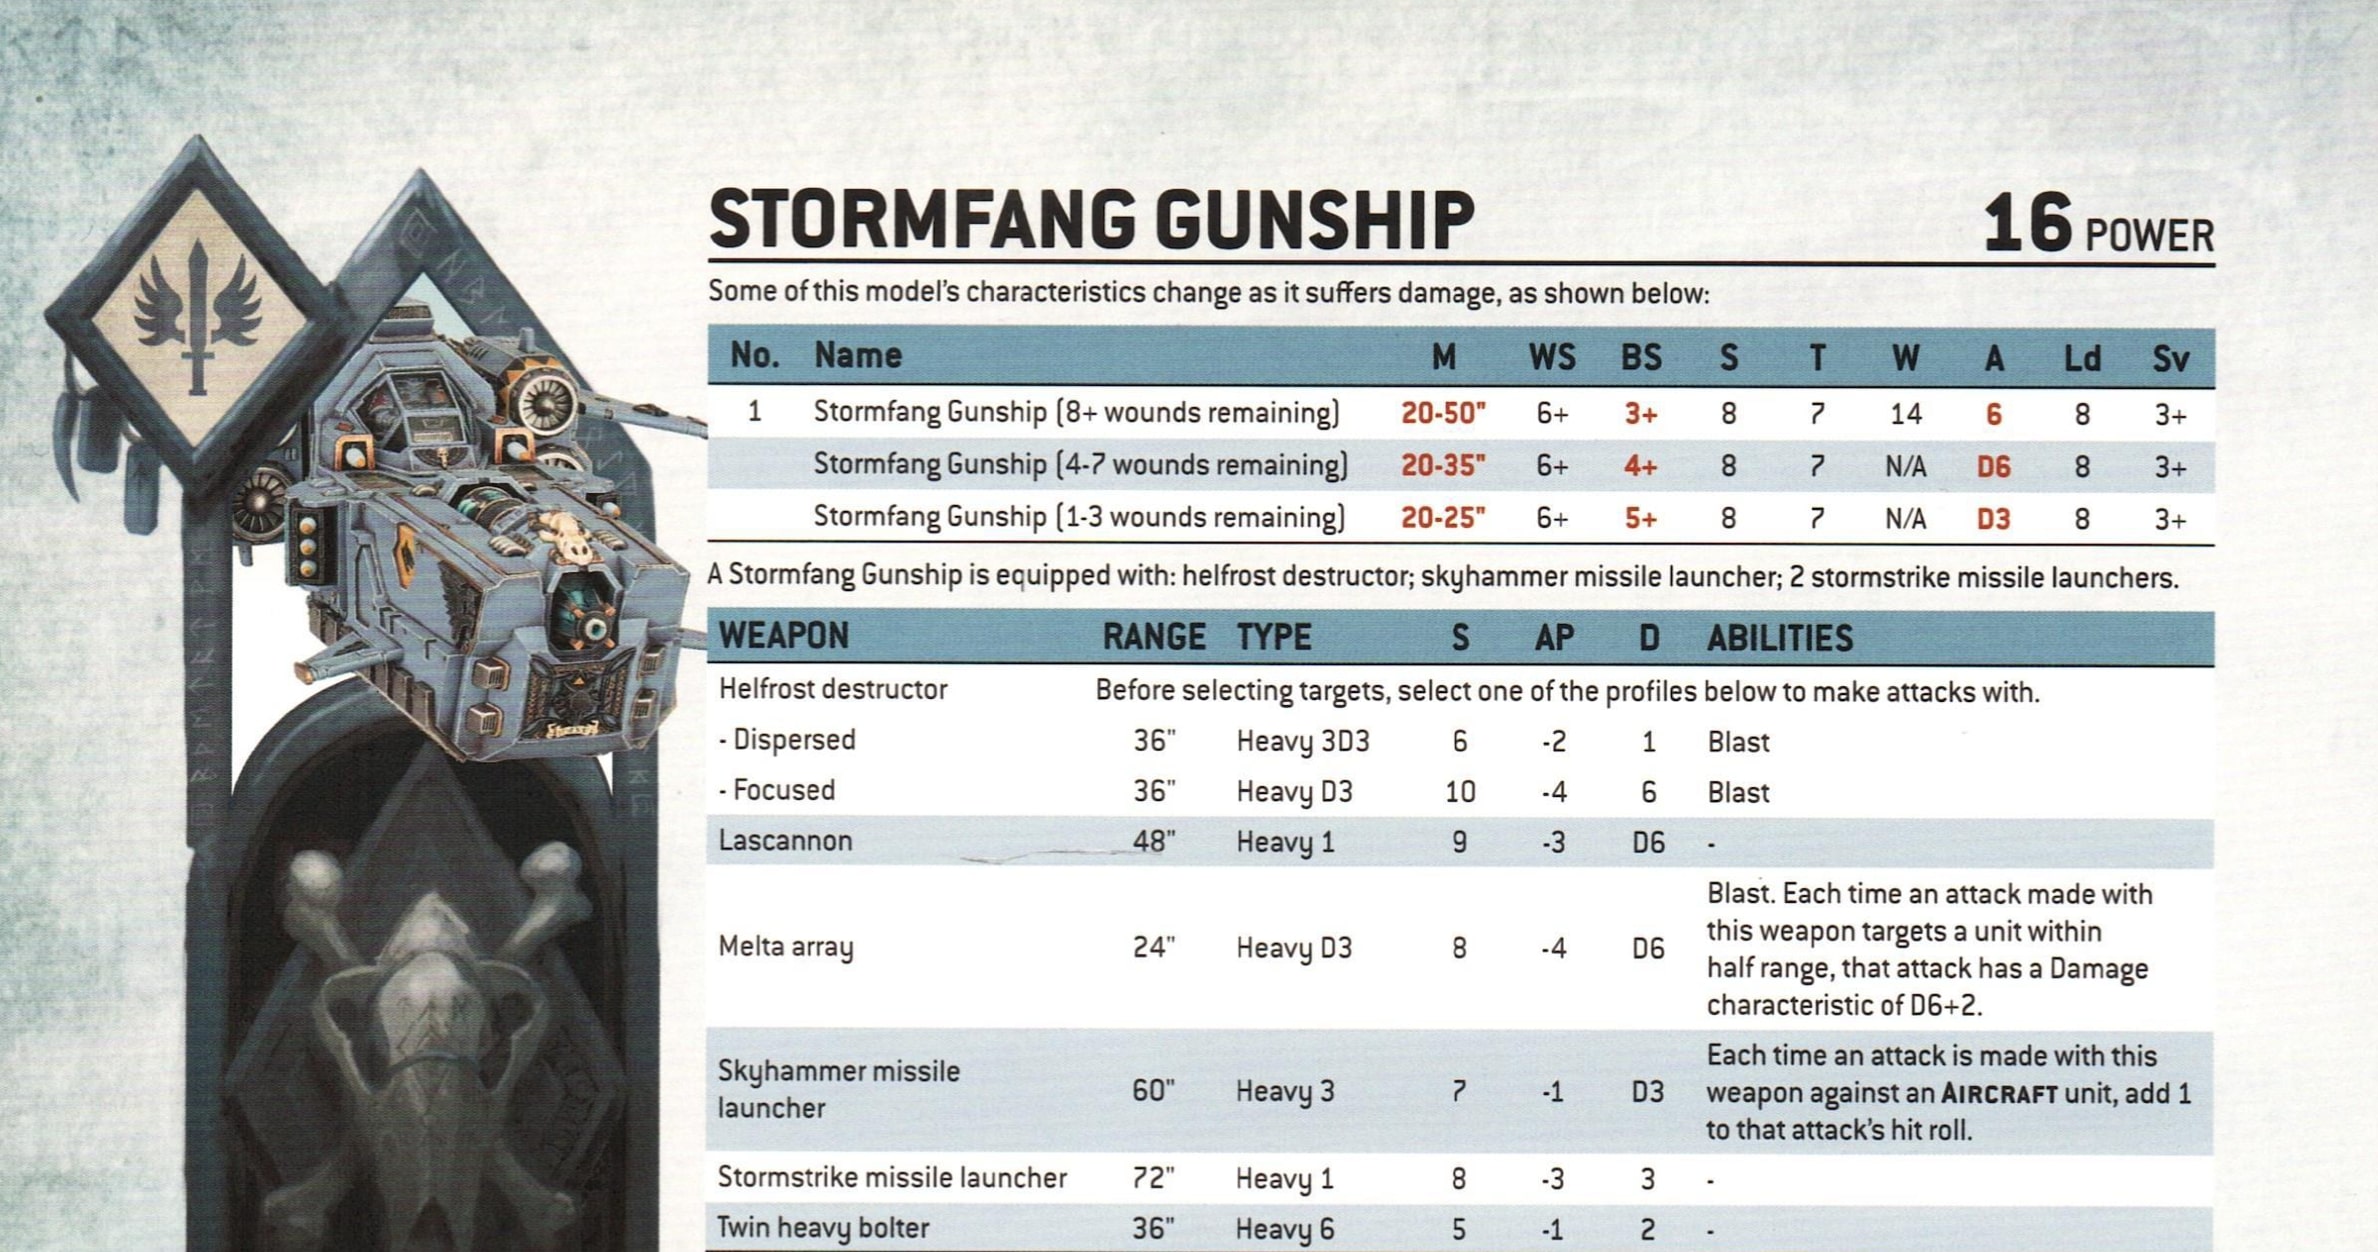 STORMFANG GUNSHIP 16 POWER
Some of this model's characteristics change as it suffers damage, as shown below:
No. Name M WS BS S T W A Ld Sv
1 Stormfang Gunship (8+ wounds remaining) 20-50" 6+ 3+ 8 7 14 6 8 3+
Stormfang Gunship (4-7 wounds remaining) 20-35" 6+ 4+ 8 7 N/A D6 8 3+
Stormfang Gunship (1-3 wounds remaining) 20-25" 6+ 5+ 8 7 N/A D3 8 3+
A Stormfang Gunship is equipped with: helfrost destructor; skyhammer missile launcher; 2 stormstrike missile launchers.
WEAPON RANGE TYPE S AP D ABILITIES
Helfrost destructor Before selecting targets, select one of the profiles below to make attacks with.
- Dispersed 36" Heavy 3D3 6 -2 1 Blast
- Focused 36" Heavy D3 10 -4 6 Blast
Lascannon 48" Heavy 1 9 -3 D6 -
Melta array 24" Heavy D3 8 -4 D6
Blast. Each time an attack made with
this weapon targets a unit within
half range, that attack has a Damage
characteristic of D6+2.
Skyhammer missile
launcher
60" Heavy 3 7 -1 D3
Each time an attack is made with this
weapon against an AIRCRAFT unit, add 1
to that attack's hit roll.
Stormstrike missile launcher 72" Heavy 1 8 -3 3 -
Twin heavy bolter 36" Heavy 6 5 -1 2 -